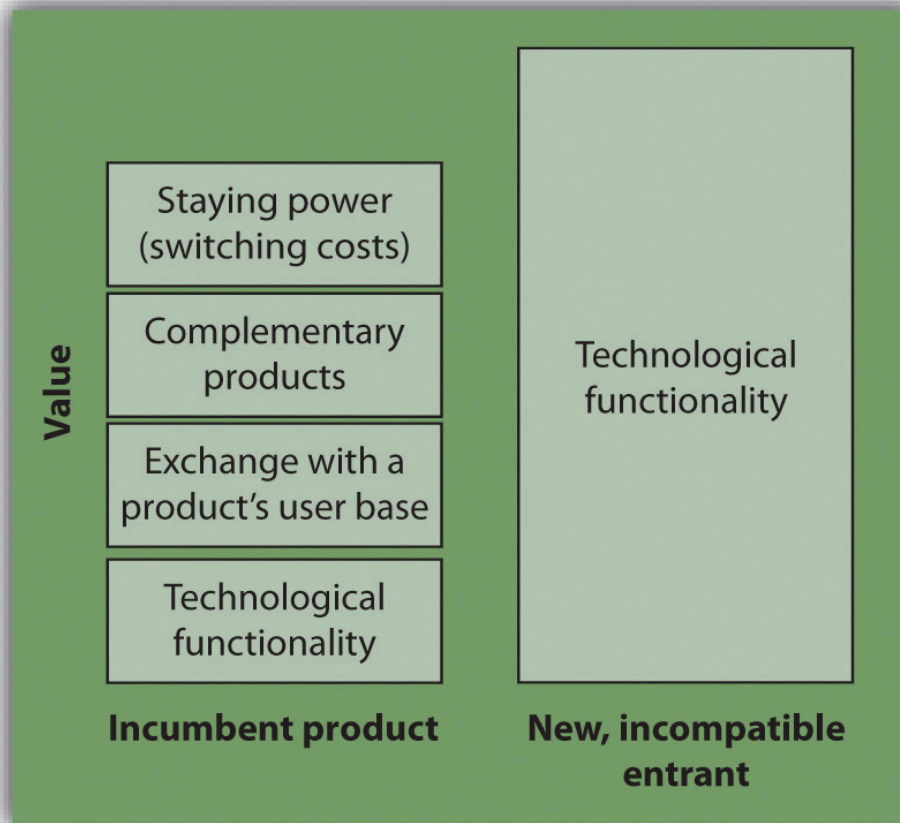 Value
Staying power
(switching costs)
Complementary
products
Exchange with a
product’s user base
Technological
functionality
Incumbent product
Technological
functionality
New, incompatible
entrant